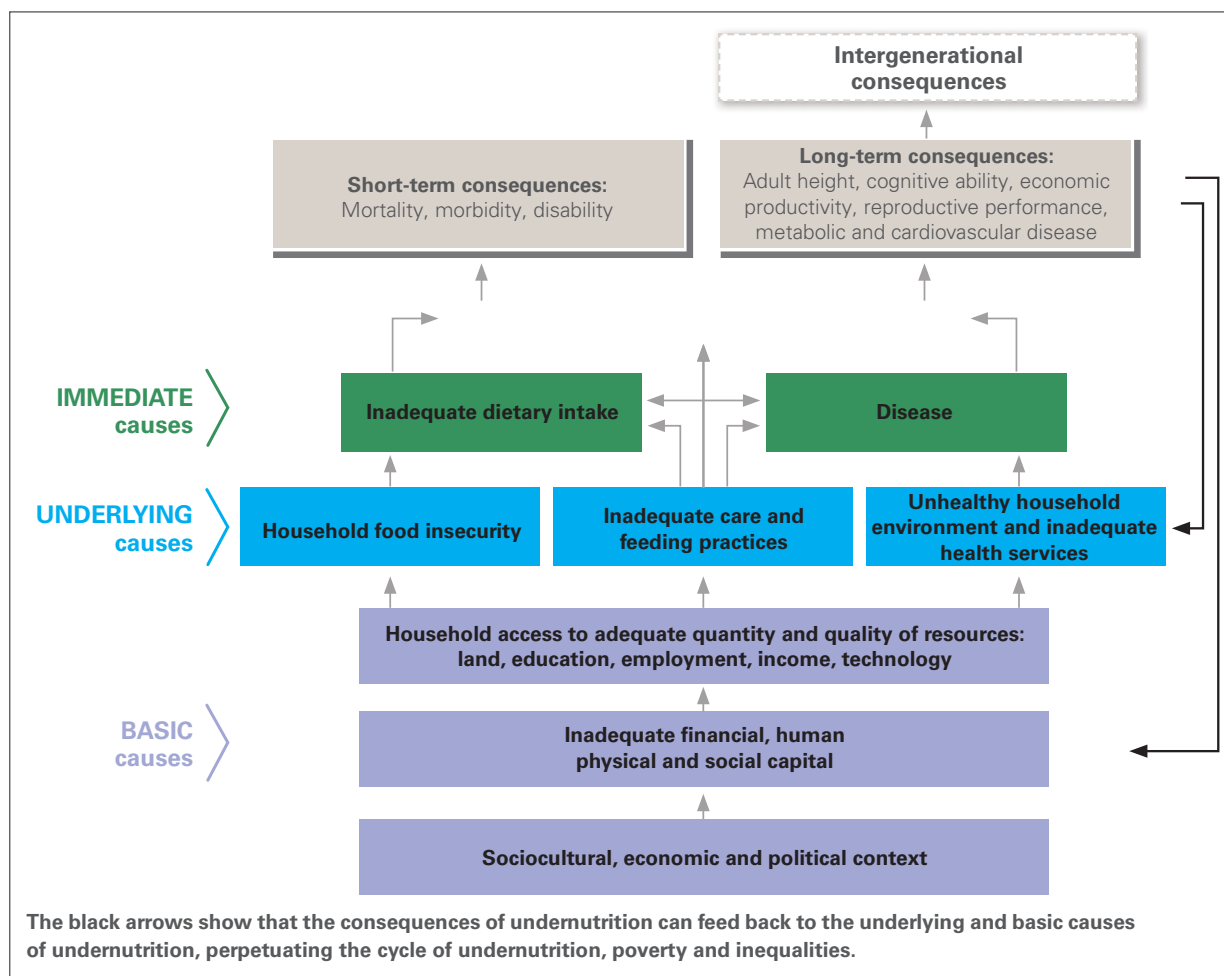 Intergenerational
consequences
Short-term consequences:
Mortality, morbidity, disability
Long-term consequences:
Adult height, cognitive ability, economic
productivity, reproductive performance,
metabolic and cardiovascular disease
IMMEDIATE
causes
Inadequate dietary intake
Disease
UNDERLYING
causes
Household food insecurity
Inadequate care and
feeding practices
Unhealthy household
environment and inadequate
health services
Household access to adequate quantity and quality of resources:
land, education, employment, income, technology
BASIC
causes
Inadequate financial, human
physical and social capital
Sociocultural, economic and political context
The black arrows show that the consequences of undernutrition can feed back to the underlying and basic causes
of undernutrition, perpetuating the cycle of undernutrition, poverty and inequalities.